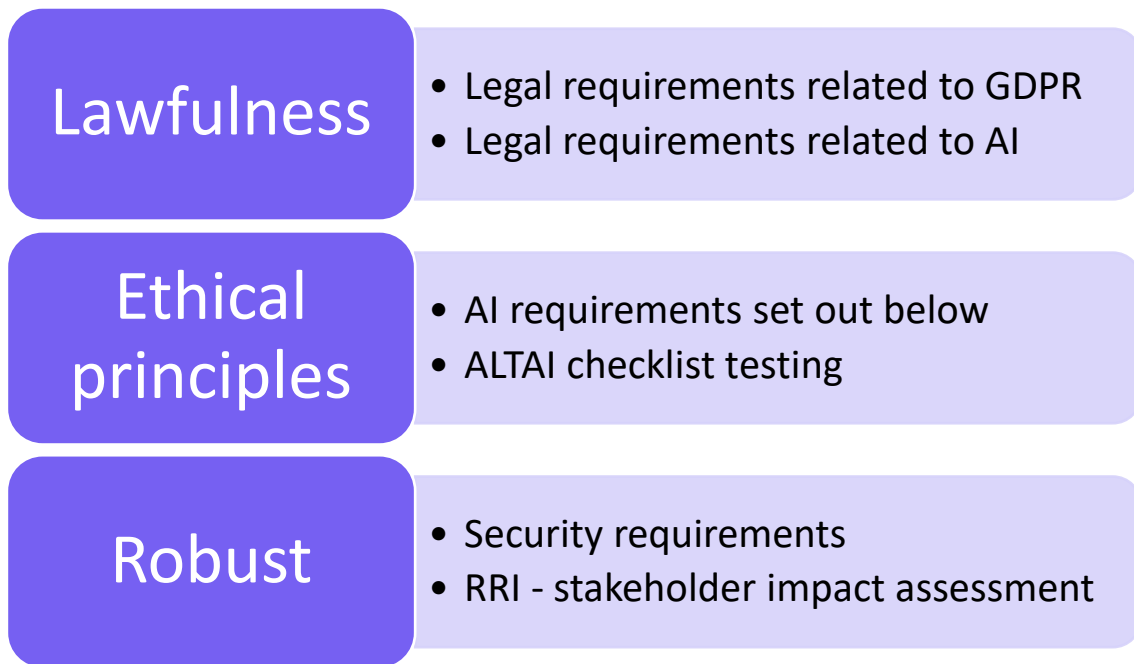 Lawfulness
• Legal requirements related to GDPR
• Legal requirements related to AI
Ethical
principles
• AI requirements set out below
• ALTAI checklist testing
Robust
• Security requirements
• RRI - stakeholder impact assessment